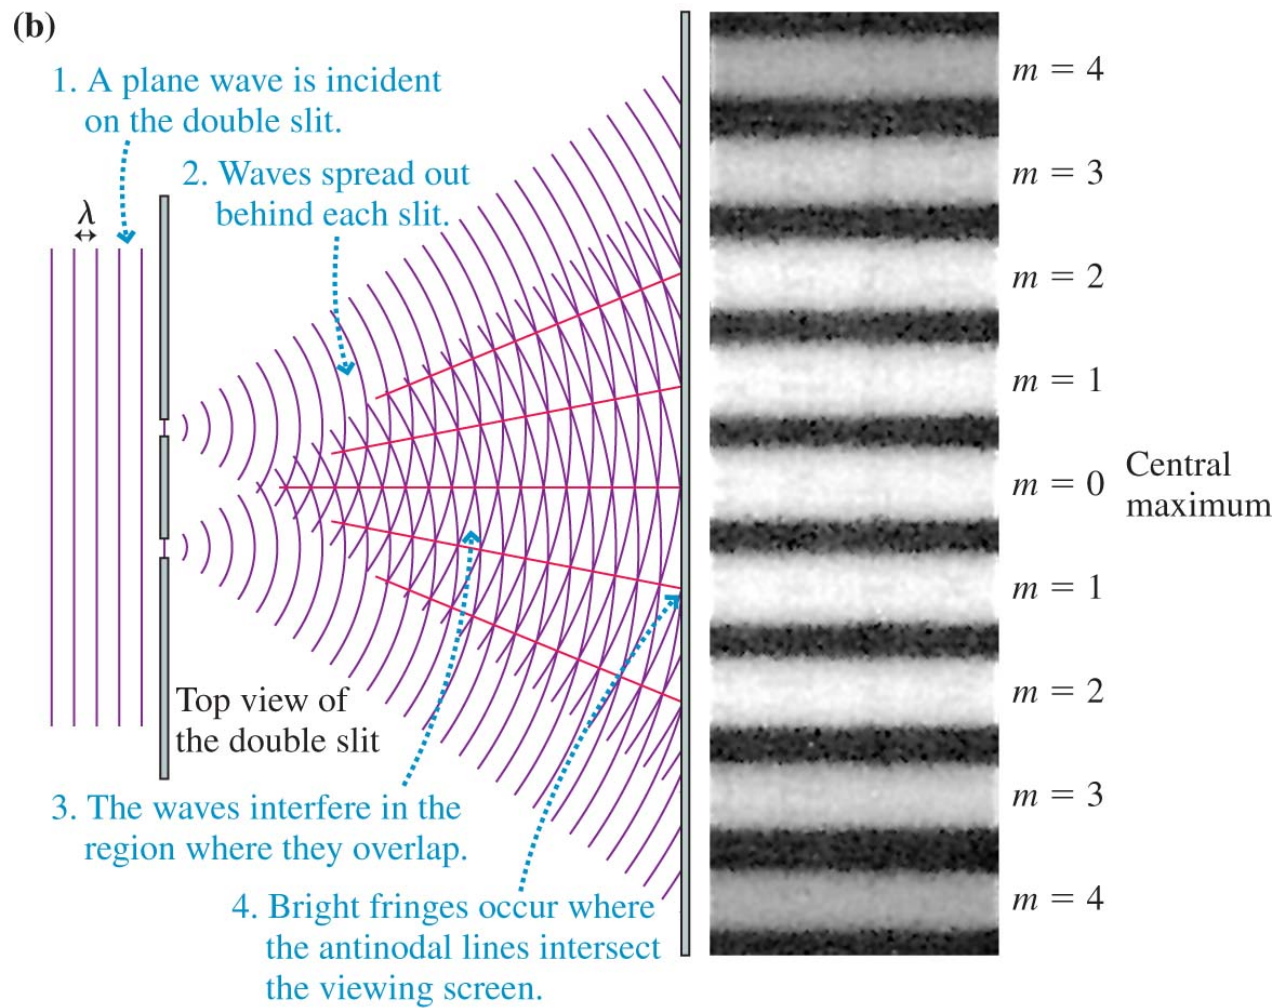 (b)
1. A plane wave is incident
on the double slit.
2. Waves spread out
behind each slit.
λ
Top view of
the double slit
3. The waves interfere in the
region where they overlap.
4. Bright fringes occur where
the antinodal lines intersect
the viewing screen.
m = 4
m = 3
m = 2
m = 1
m = 0 Central
maximum
m = 1
m = 2
m = 3
m = 4